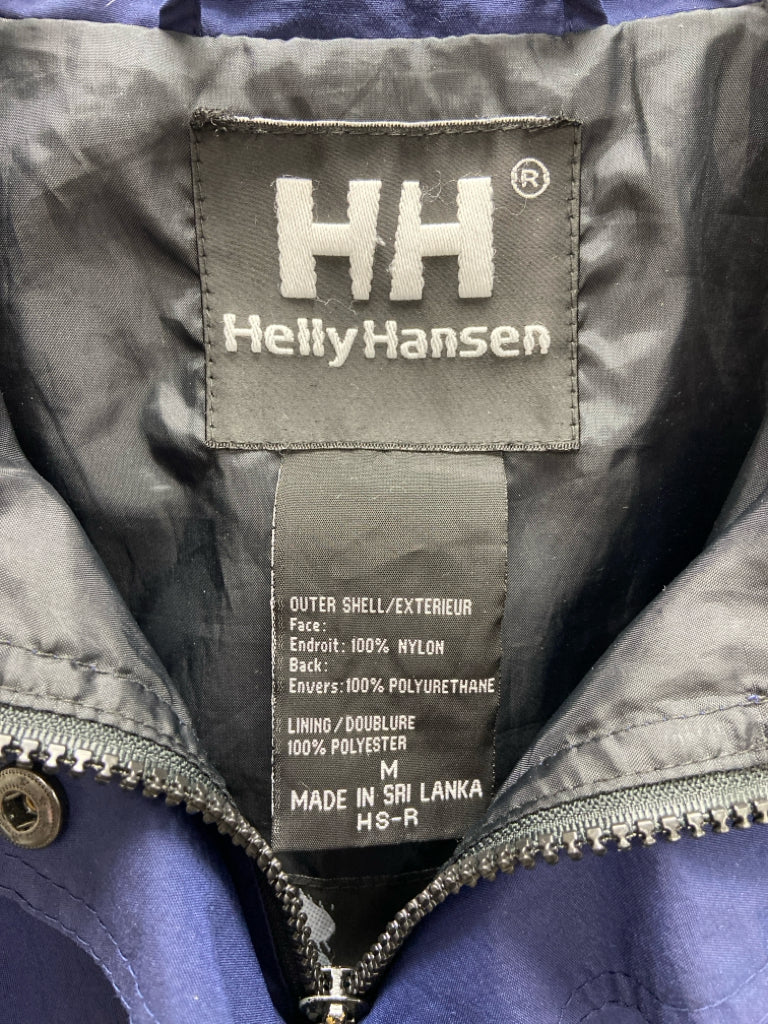 HH ®
Helly Hansen
OUTER SHELL/EXTERIEUR
Face:
Endroit: 100% NYLON
Back:
Envers: 100% POLYURETHANE
LINING/DOUBLURE
100% POLYESTER
M
MADE IN SRI LANKA
HS-R